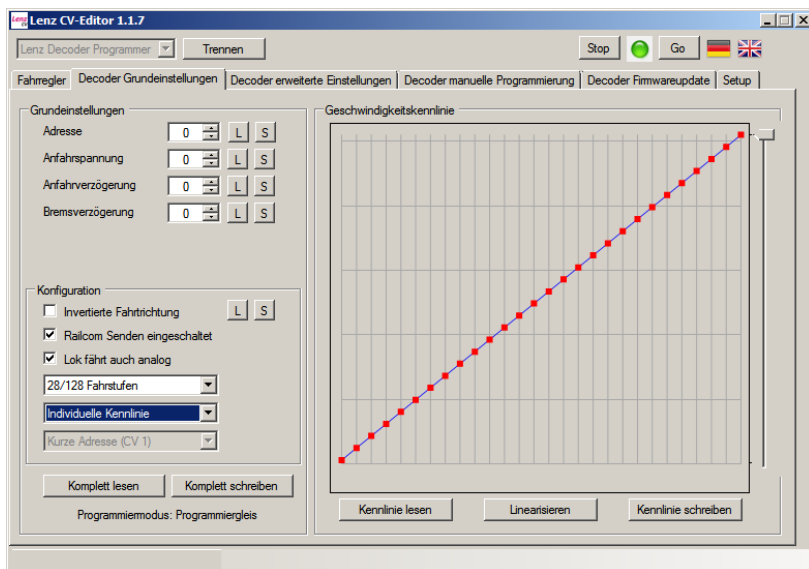 Lenz CV-Editor 1.1.7
Lenz Decoder Programmer
Trennen
Stop
Go
Fahrregler
Decoder Grundeinstellungen
Decoder erweiterte Einstellungen
Decoder manuelle Programmierung
Decoder Firmwareupdate
Setup
Grundeinstellungen
Adresse 0 L S
Anfahrspannung 0 L S
Anfahrverzögerung 0 L S
Bremsverzögerung 0 L S
Konfiguration
Invertierte Fahrtrichtung L S
Railcom Senden eingeschaltet
Lok fährt auch analog
28/128 Fahrstufen
Individuelle Kennlinie
Kurze Adresse (CV 1)
Komplett lesen
Komplett schreiben
Programmiermodus: Programmiergleis
Geschwindigkeitskennlinie
Kennlinie lesen
Linearisieren
Kennlinie schreiben